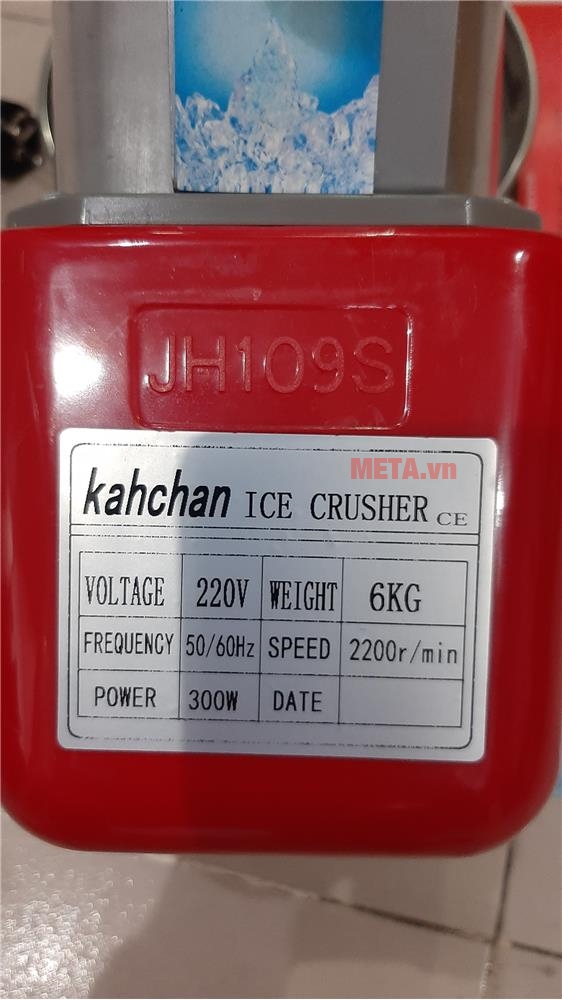 JH109S
META.vn
kahchan ICE CRUSHER CE
VOLTAGE 220V WEIGHT 6KG
FREQUENCY 50/60Hz SPEED 2200r/min
POWER 300W DATE